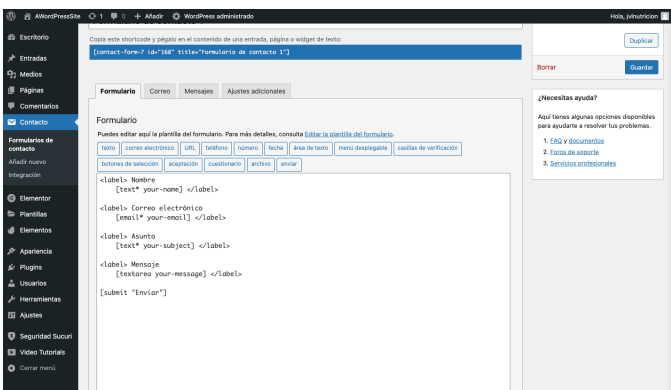 AWordPressSite 1 0 + Añadir WordPress administrado Hola, jvlnutricion
Escritorio
Entradas
Medios
Páginas
Comentarios
Contacto
Formularios de contacto
Añadir nuevo
Integración
Elementor
Plantillas
Elementos
Apariencia
Plugins
Usuarios
Herramientas
Ajustes
Seguridad Sucuri
Video Tutorials
Cerrar menú
Copia este shortcode y pégalo en el contenido de una entrada, página o widget de texto:
[contact-form-7 id="168" title="Formulario de contacto 1"]
Formulario Correo Mensajes Ajustes adicionales
Formulario
Puedes editar aquí la plantilla del formulario. Para más detalles, consulta Editar la plantilla del formulario.
texto correo electrónico URL teléfono número fecha área de texto menú desplegable casillas de verificación
botones de selección aceptación cuestionario archivo enviar
<label> Nombre
[text* your-name] </label>
<label> Correo electrónico
[email* your-email] </label>
<label> Asunto
[text* your-subject] </label>
<label> Mensaje
[textarea your-message] </label>
[submit "Enviar"]
Duplicar
Borrar Guardar
¿Necesitas ayuda?
Aquí tienes algunas opciones disponibles
para ayudarte a resolver tus problemas.
1. FAQ y documentos
2. Foros de soporte
3. Servicios profesionales